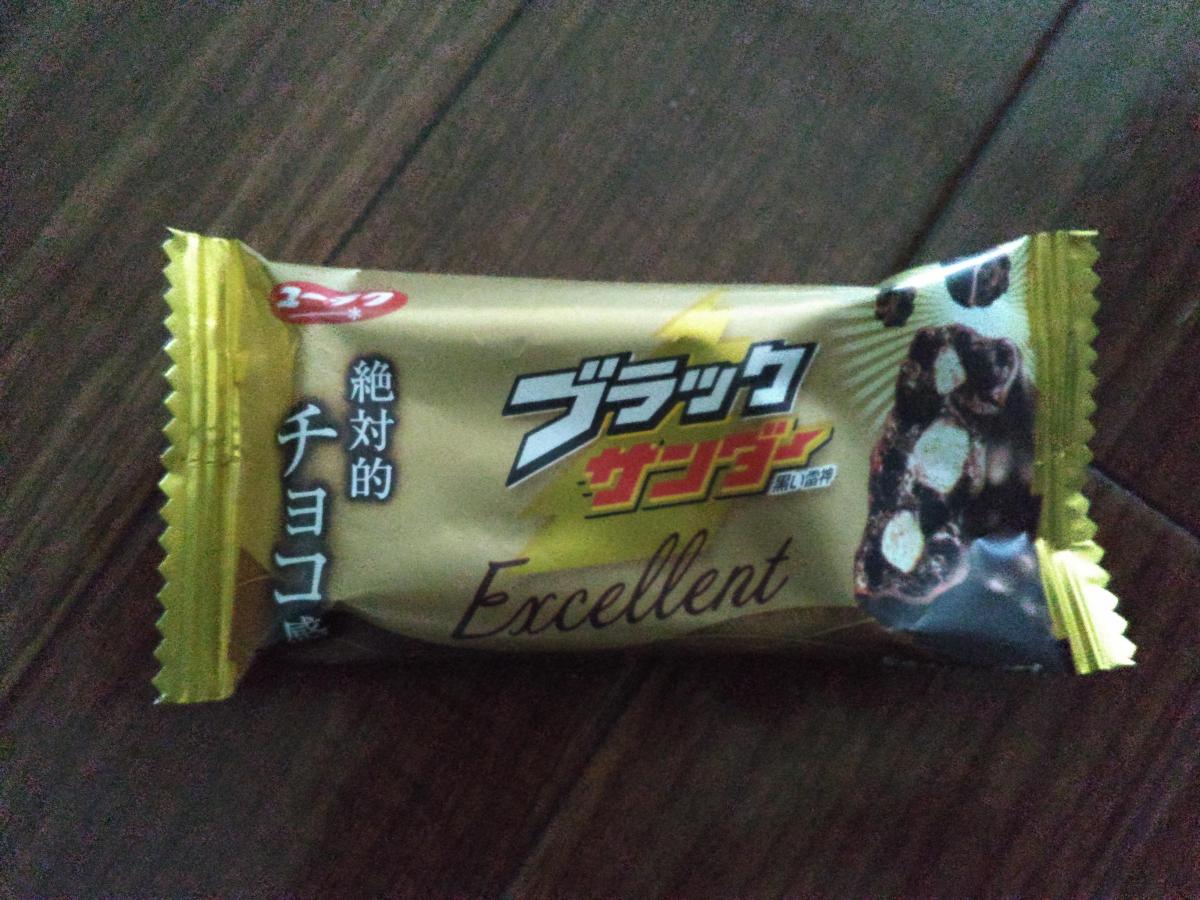 ユーラク
絶対的
チョコ感
ブラック
サンダー
黒い雷神
Excellent